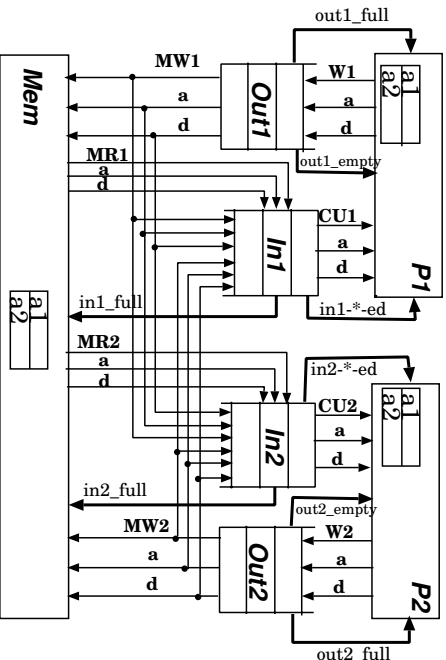 out1_full
MW1
W1
a
a
d
d
Out1
out1_empty
a1
a2
P1
Mem
MR1
a
d
CU1
a
d
In1
in1_full
in1-*-ed
a1
a2
MR2
a
d
in2-*-ed
CU2
a
d
In2
a1
a2
in2_full
out2_empty
MW2
W2
a
a
d
d
Out2
P2
out2_full